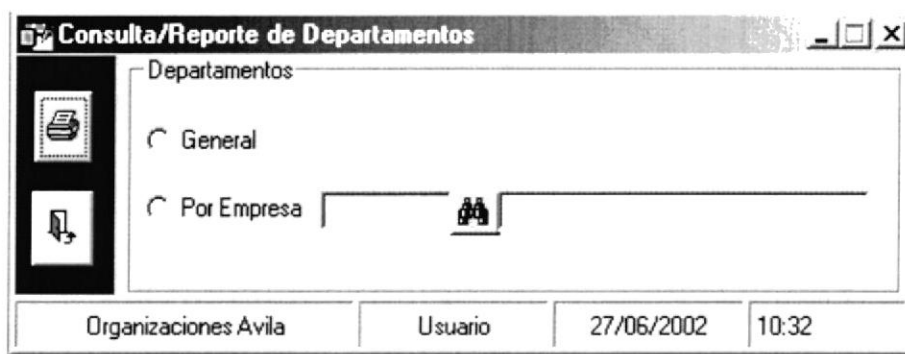 Consulta/Reporte de Departamentos
Departamentos
General
Por Empresa
Organizaciones Avila Usuario 27/06/2002 10:32